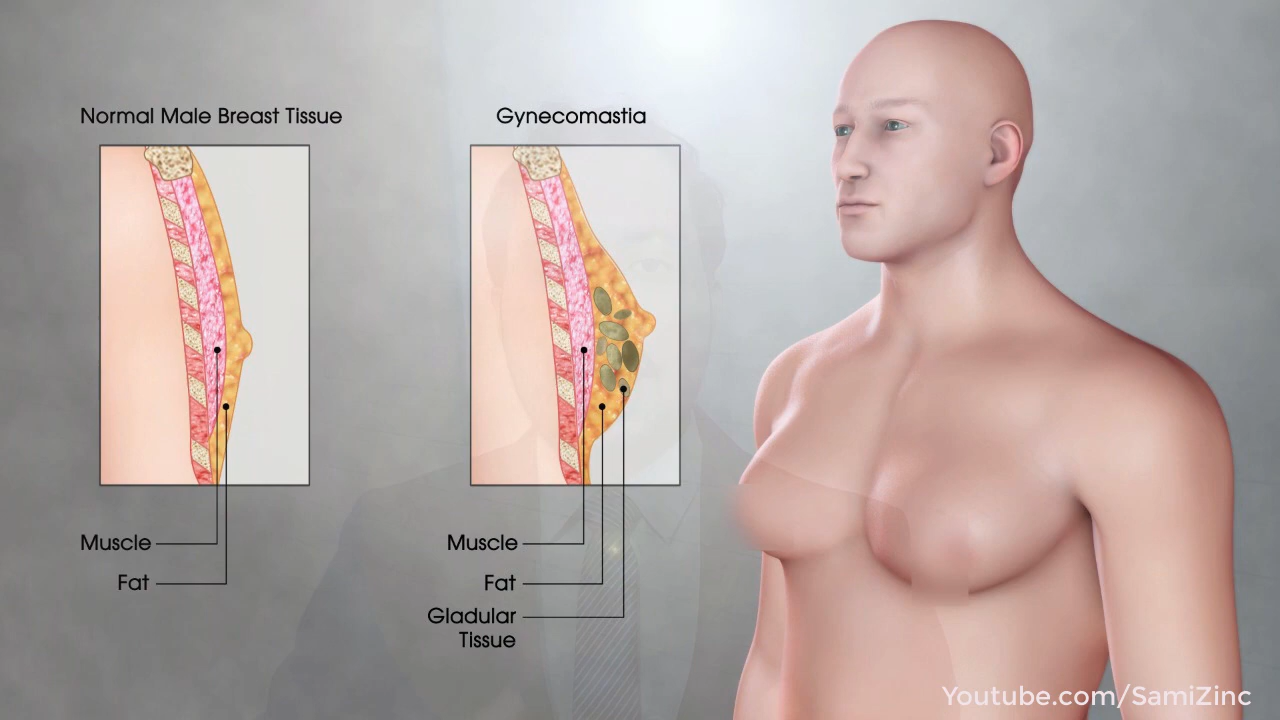 Normal Male Breast Tissue
Gynecomastia
Muscle
Fat
Muscle
Fat
Gladular
Tissue
Youtube.com/SamiZinc